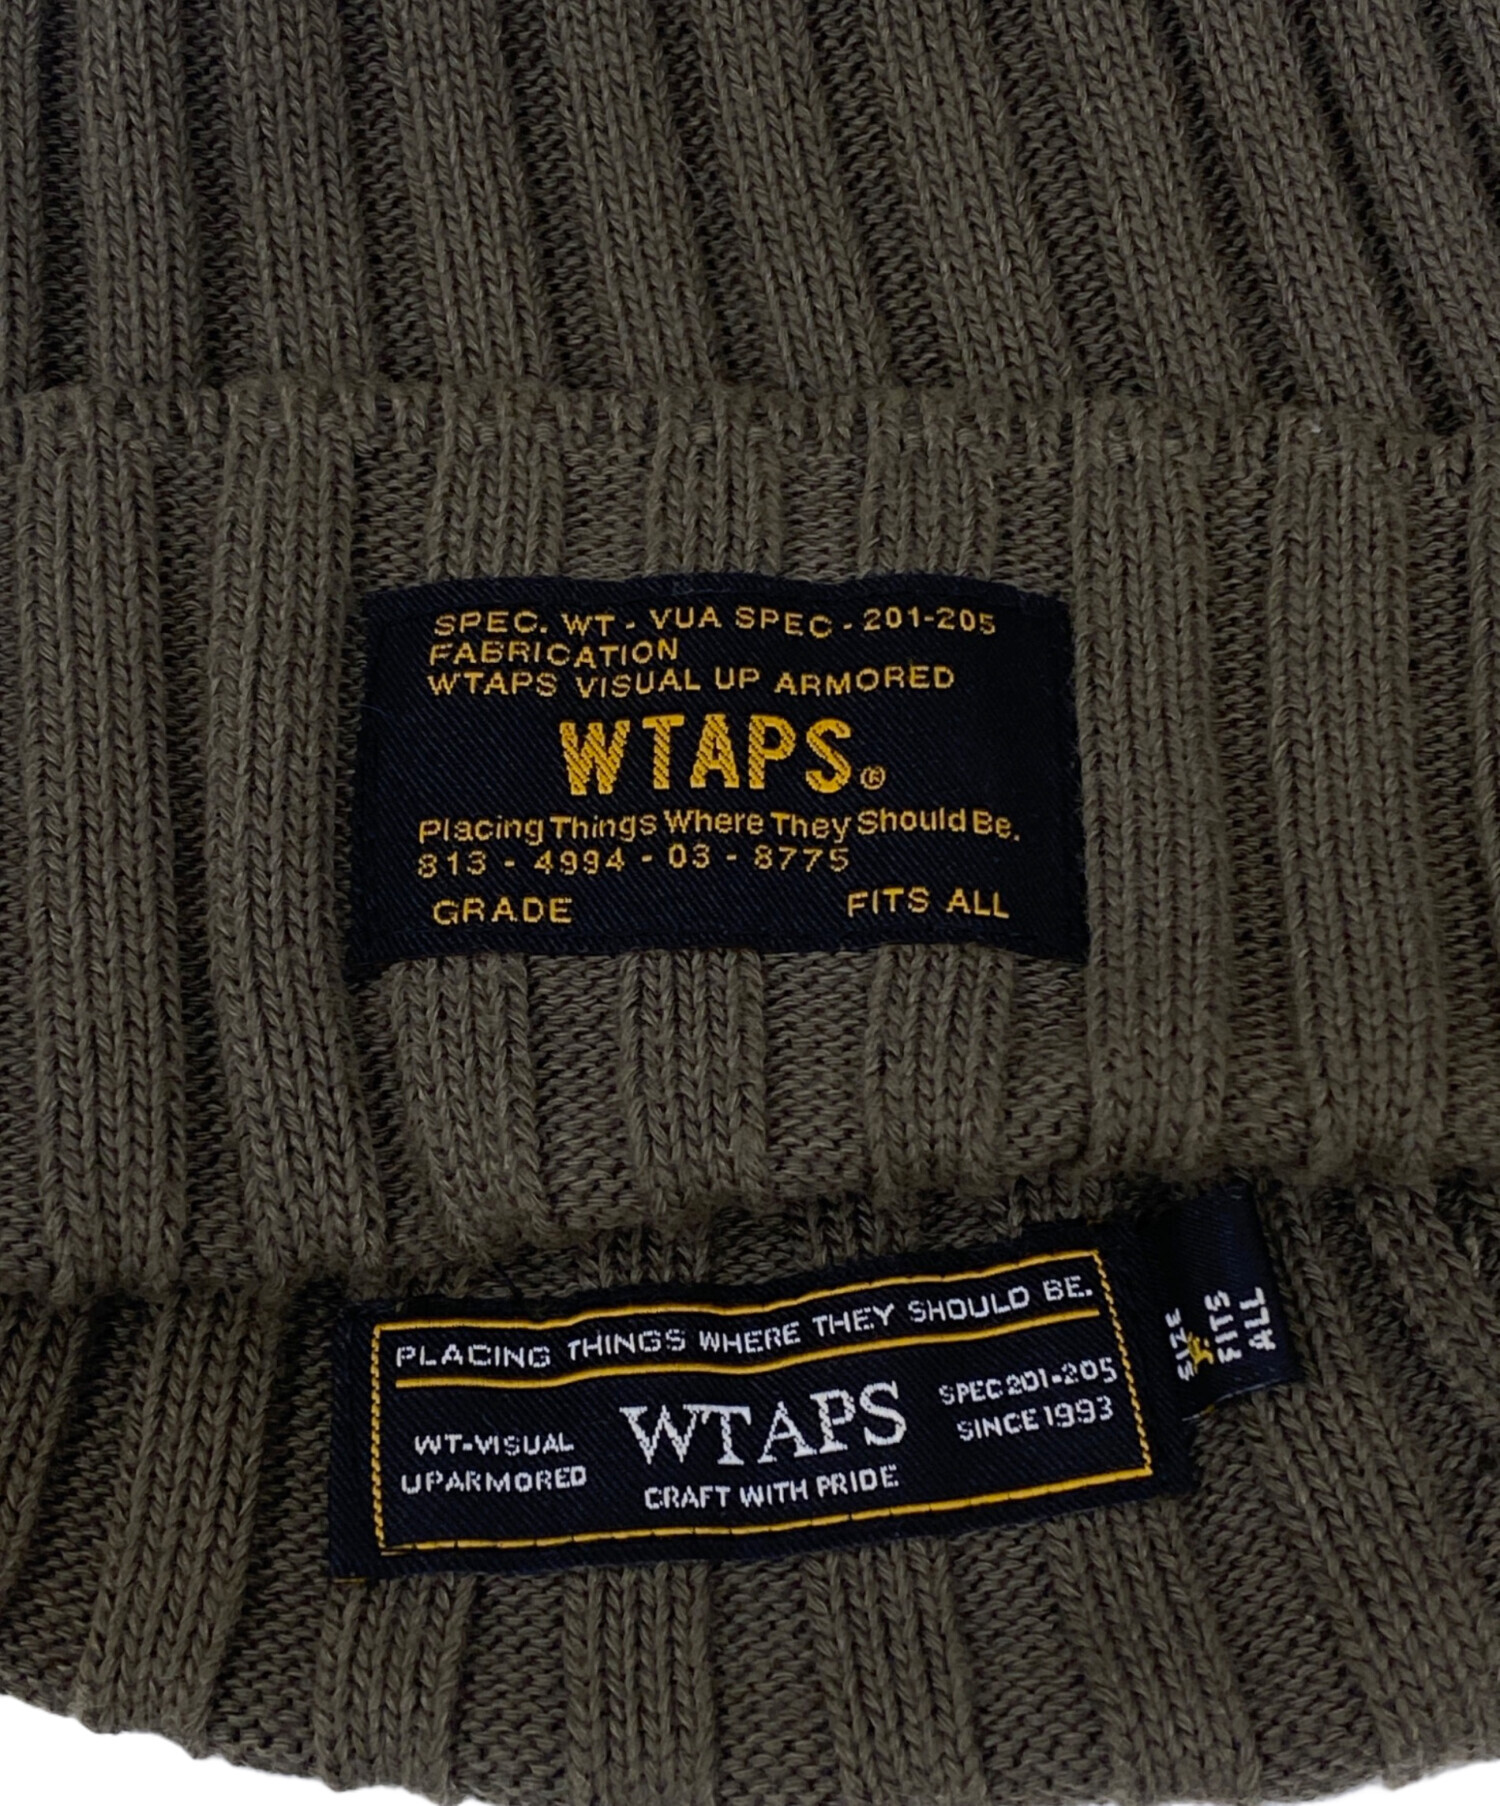 SPEC. WT - VUA SPEC - 201-205
FABRICATION
WTAPS VISUAL UP ARMORED
WTAPS®
Placing Things Where They Should Be.
813 - 4994 - 03 - 8775
GRADE FITS ALL
PLACING THINGS WHERE THEY SHOULD BE.
WT-VISUAL
UPARMORED
WTAPS
CRAFT WITH PRIDE
SPEC201-205
SINCE 1993
SIZE
FITS
ALL